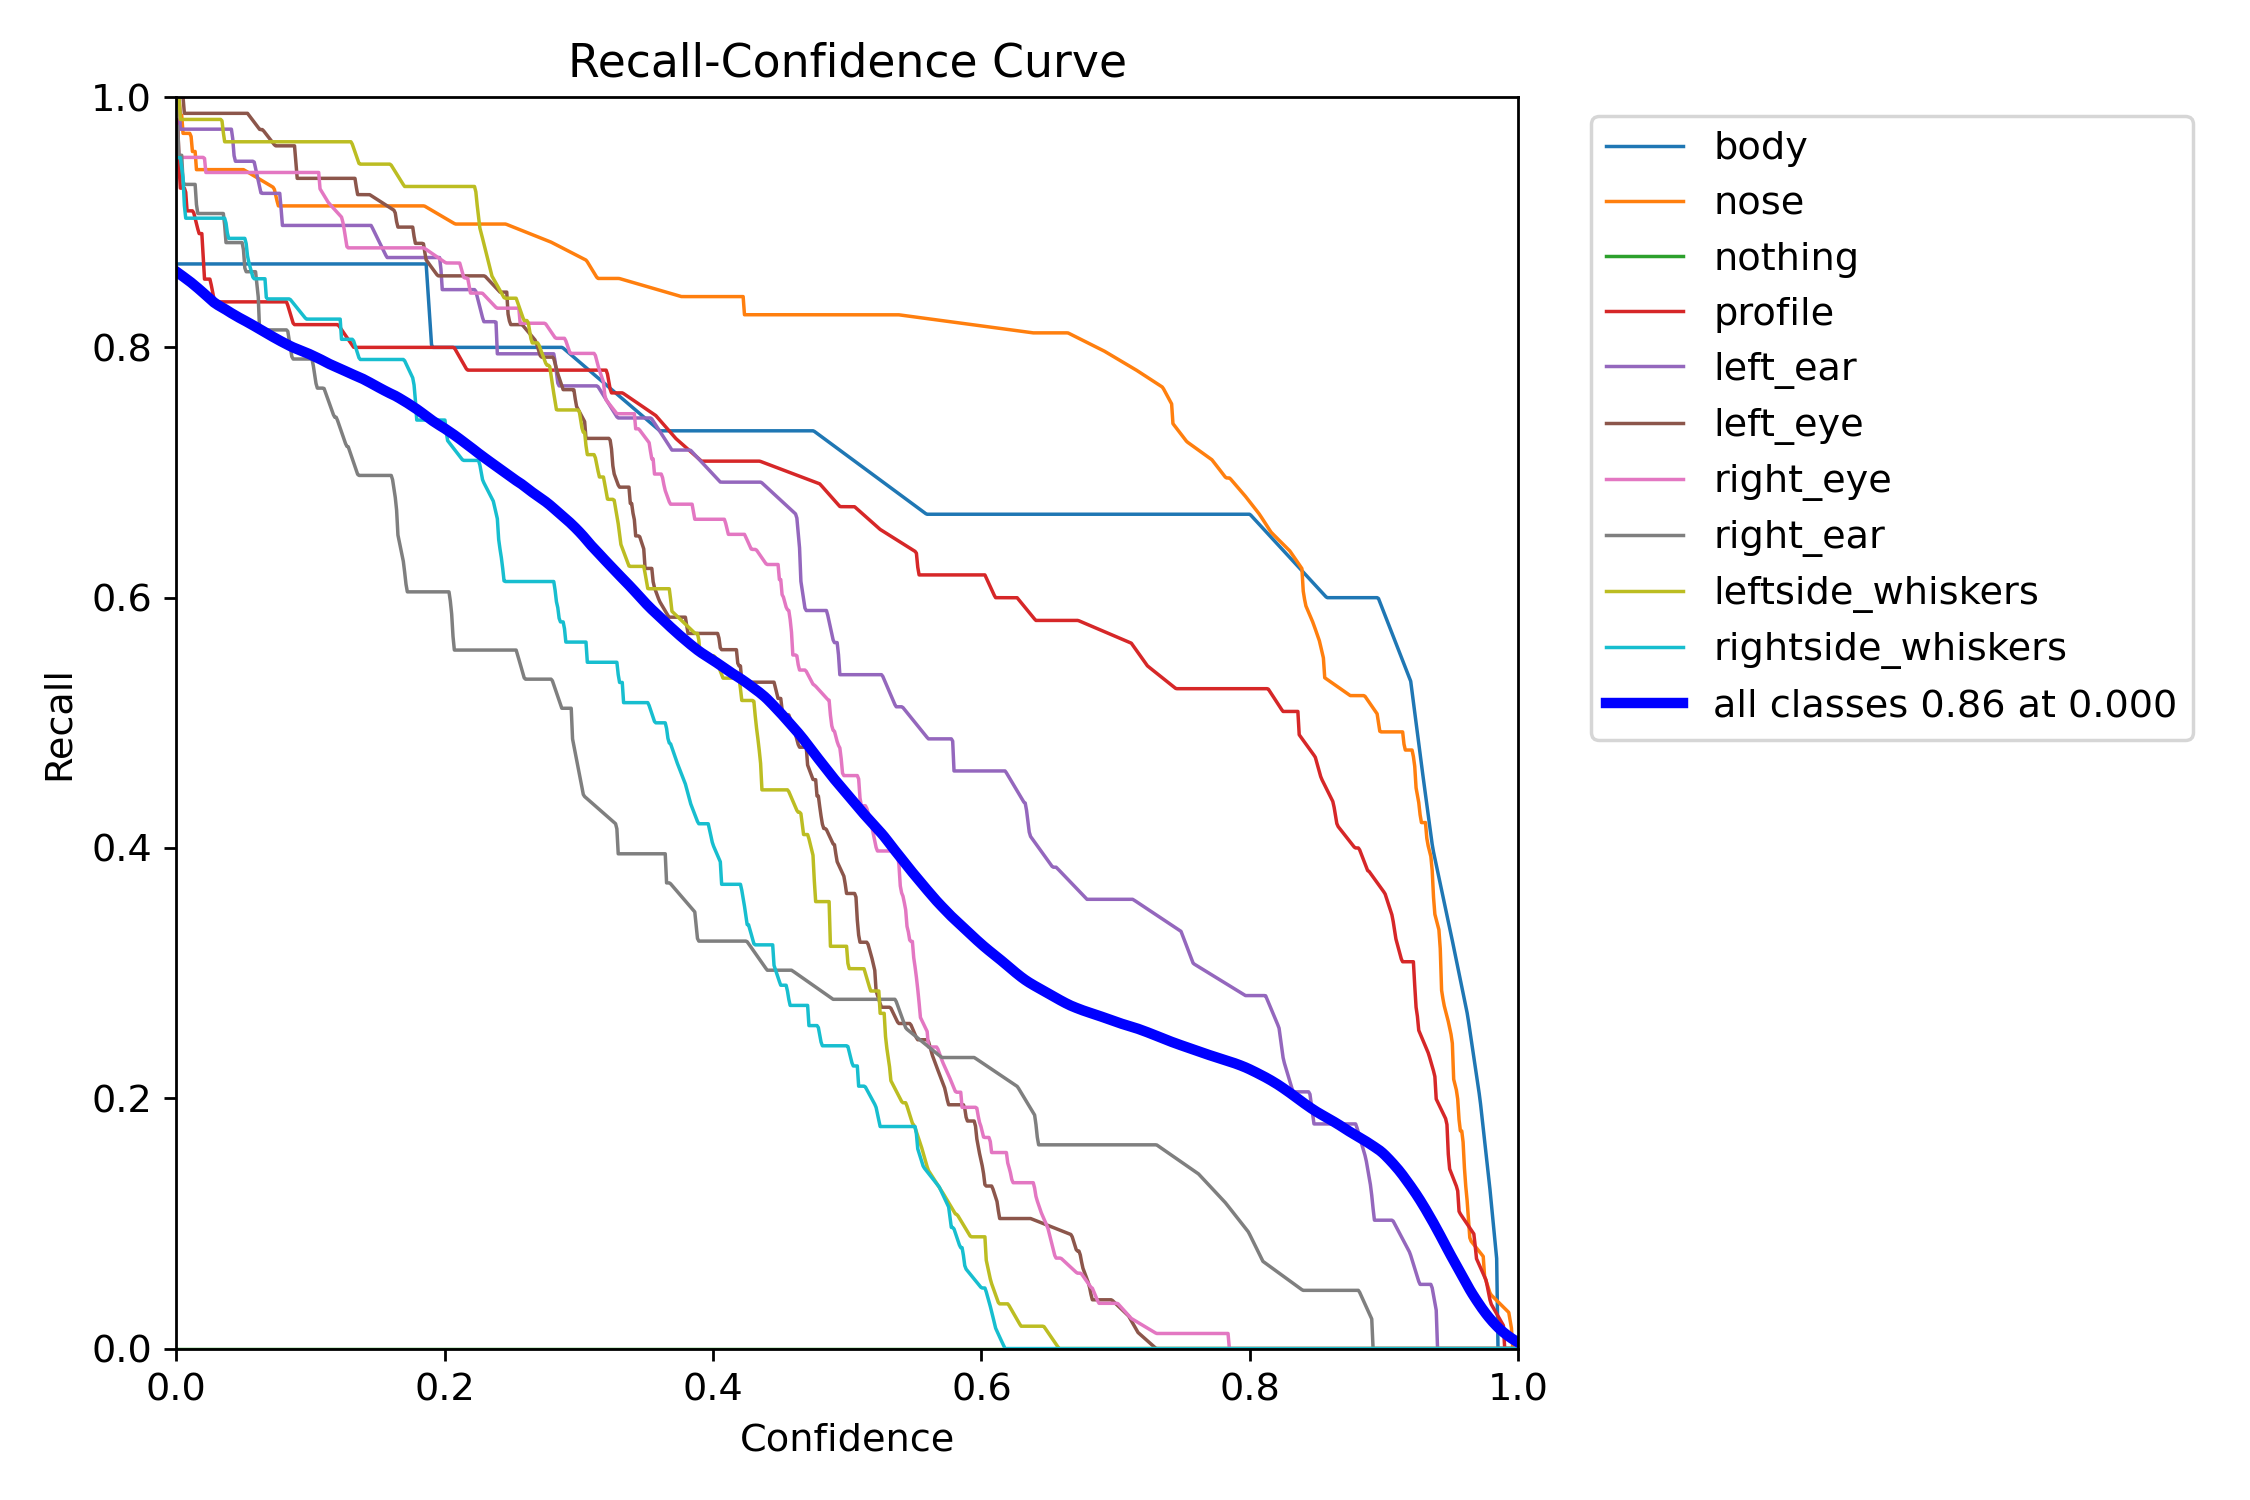 Recall-Confidence Curve
1.0
0.8
0.6
0.4
0.2
0.0
Recall
0.0 0.2 0.4 0.6 0.8 1.0
Confidence
body
nose
nothing
profile
left_ear
left_eye
right_eye
right_ear
leftside_whiskers
rightside_whiskers
all classes 0.86 at 0.000